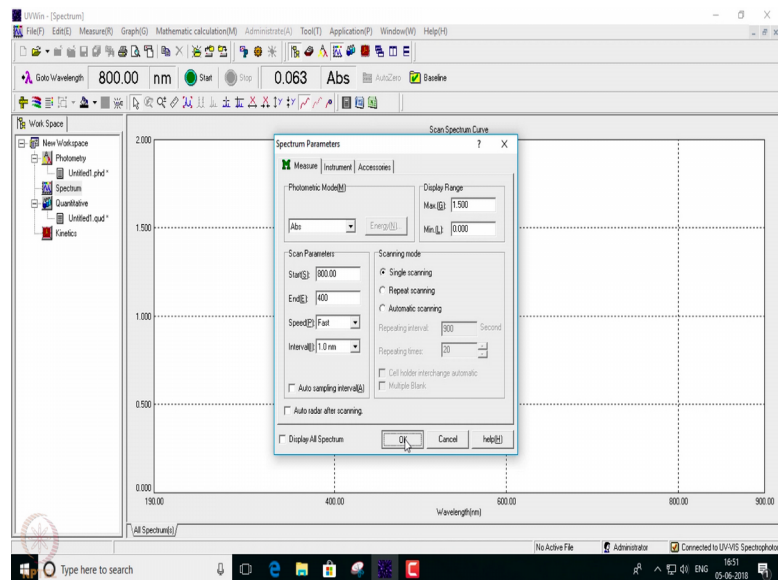 UVWin - [Spectrum]
File(F) Edit(E) Measure(R) Graph(G) Mathematic calculation(M) Administrate(A) Tool(T) Application(P) Window(W) Help(H)
Goto Wavelength 800.00 nm Start Stop 0.063 Abs AutoZero Baseline
Work Space
New Workspace
Photometry
Untitled1.phd *
Spectrum
Quantitative
Untitled1.qud *
Kinetics
Scan Spectrum Curve
2.000
1.500
1.000
0.500
0.000
190.00 400.00 600.00 800.00 900.00
Wavelength(nm)
All Spectrum(s)
Spectrum Parameters ? X
Measure Instrument Accessories
Photometric Mode(M)
Abs Energy(N)...
Display Range
Max.(G): 1.500
Min.(L): 0.000
Scan Parameters
Start(S): 800.00
End(E): 400
Speed(P): Fast
Interval(I): 1.0 nm
Auto sampling interval(A)
Scanning mode
Single scanning
Repeat scanning
Automatic scanning
Repeating interval: 900 Second
Repeating times: 20
Cell holder interchange automatic
Multiple Blank
Auto radar after scanning.
Display All Spectrum OK Cancel help(H)
No Active File Administrator Connected to UV-VIS Spectrophoto
Type here to search
ENG
16:51
05-06-2018